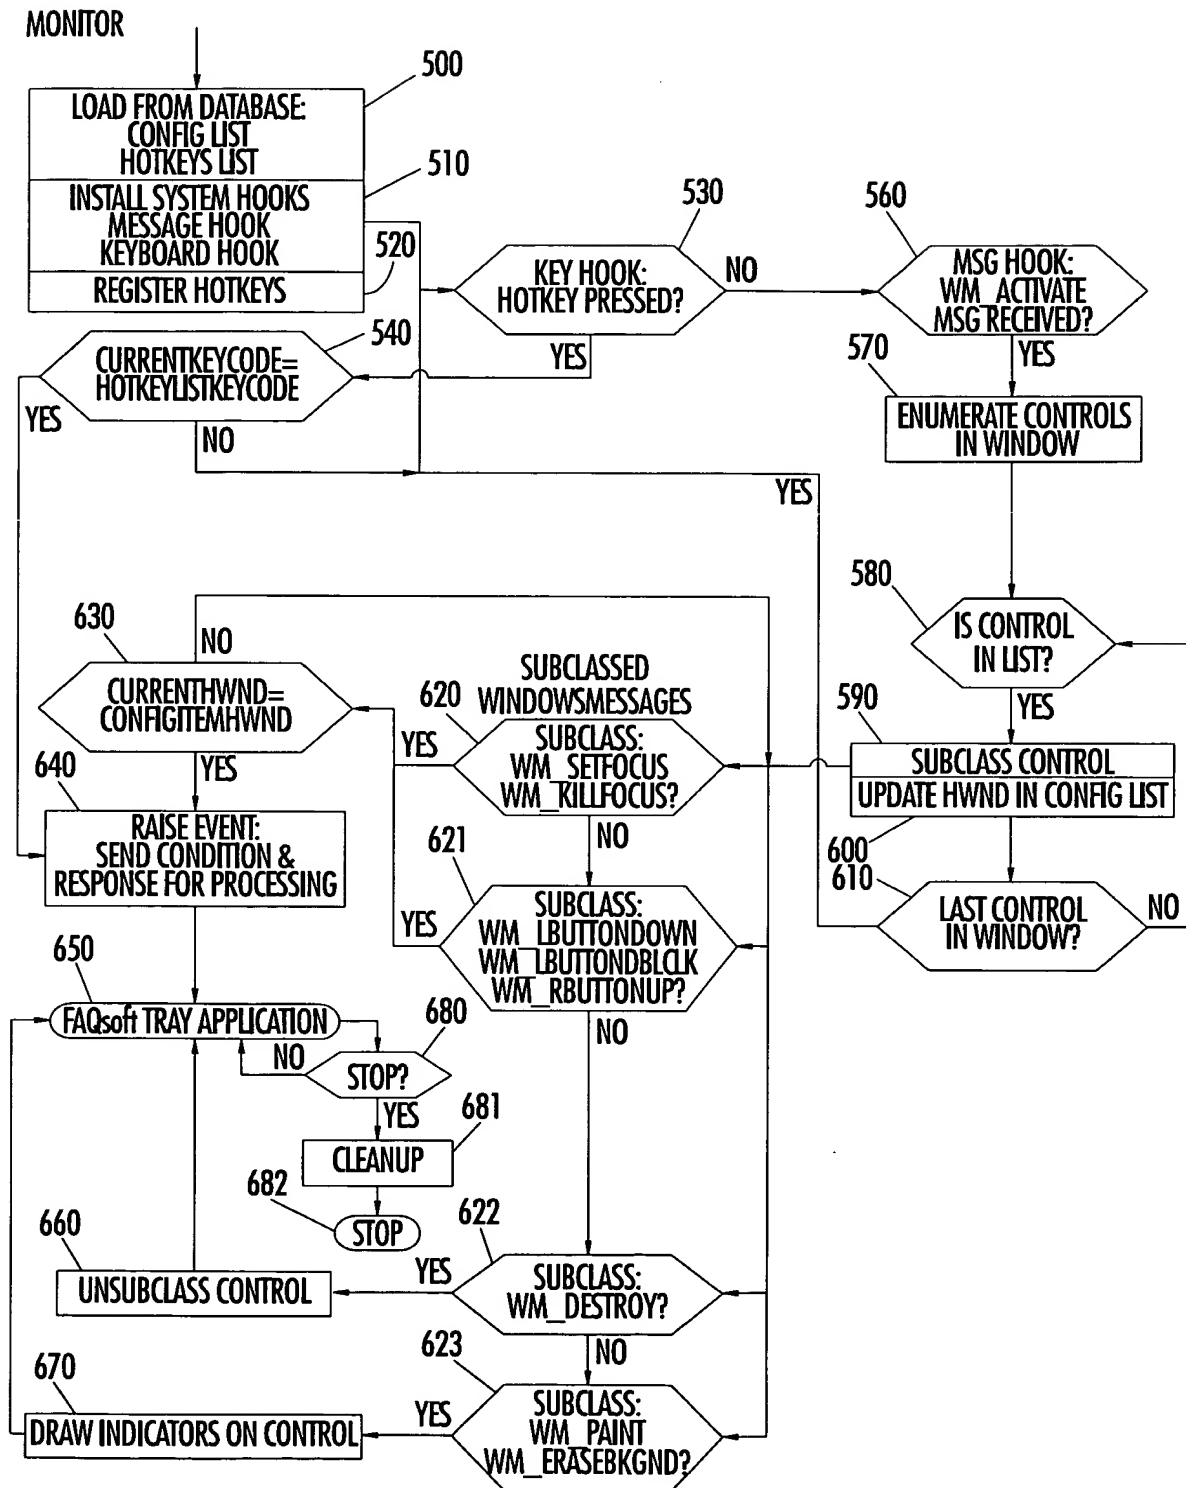 MONITOR
500
LOAD FROM DATABASE:
CONFIG LIST
HOTKEYS LIST
510
INSTALL SYSTEM HOOKS
MESSAGE HOOK
KEYBOARD HOOK
520
REGISTER HOTKEYS
530
KEY HOOK:
HOTKEY PRESSED?
NO
YES
560
MSG HOOK:
WM_ACTIVATE
MSG RECEIVED?
YES
540
CURRENTKEYCODE=
HOTKEYLISTKEYCODE
YES
NO
570
ENUMERATE CONTROLS
IN WINDOW
YES
580
IS CONTROL
IN LIST?
YES
590
SUBCLASS CONTROL
UPDATE HWND IN CONFIG LIST
600
610
LAST CONTROL
IN WINDOW?
NO
630
NO
CURRENTHWND=
CONFIGITEMHWND
YES
SUBCLASSED
WINDOWSMESSAGES
620
SUBCLASS:
WM_SETFOCUS
WM_KILLFOCUS?
YES
NO
640
RAISE EVENT:
SEND CONDITION &
RESPONSE FOR PROCESSING
621
SUBCLASS:
WM_LBUTTONDOWN
WM_LBUTTONDBLCLK
WM_RBUTTONUP?
YES
NO
650
FAQsoft TRAY APPLICATION
680
NO
STOP?
YES
681
CLEANUP
682
STOP
660
UNSUBCLASS CONTROL
622
YES
SUBCLASS:
WM_DESTROY?
NO
670
DRAW INDICATORS ON CONTROL
623
YES
SUBCLASS:
WM_PAINT
WM_ERASEBKGND?